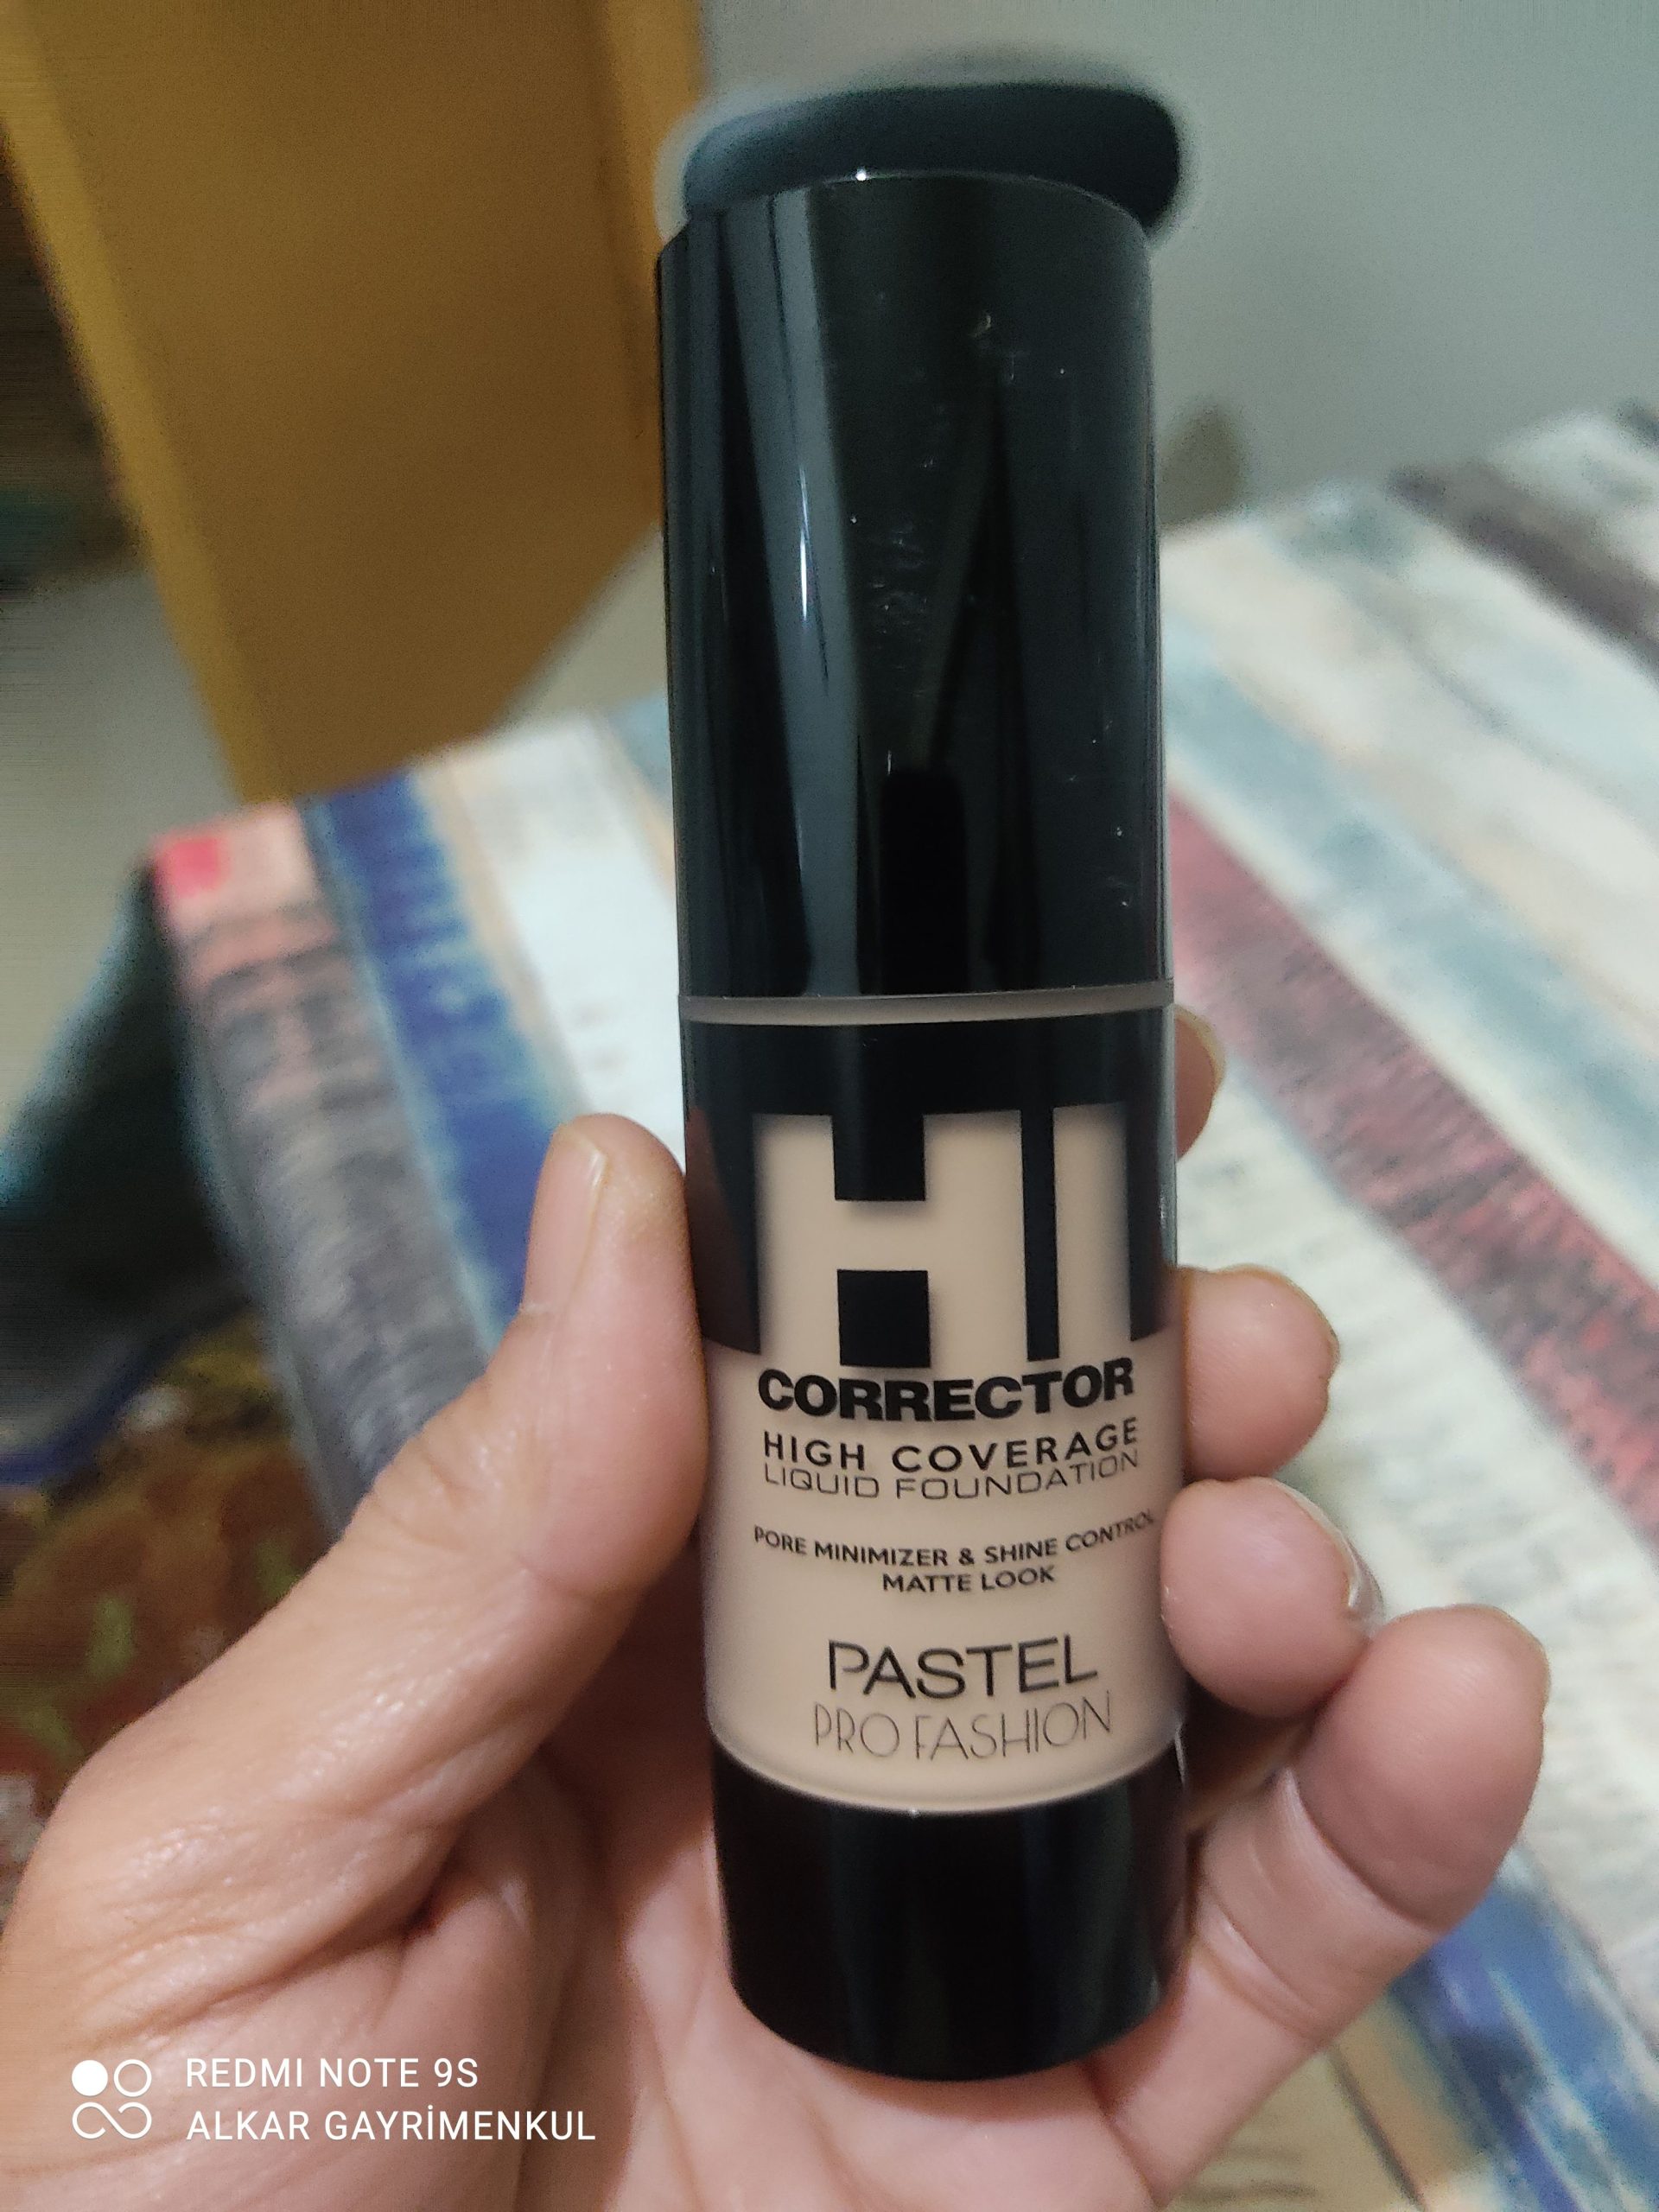 HI
CORRECTOR
HIGH COVERAGE
LIQUID FOUNDATION
PORE MINIMIZER & SHINE CONTROL
MATTE LOOK
PASTEL
PRO FASHION
REDMI NOTE 9S
ALKAR GAYRİMENKUL